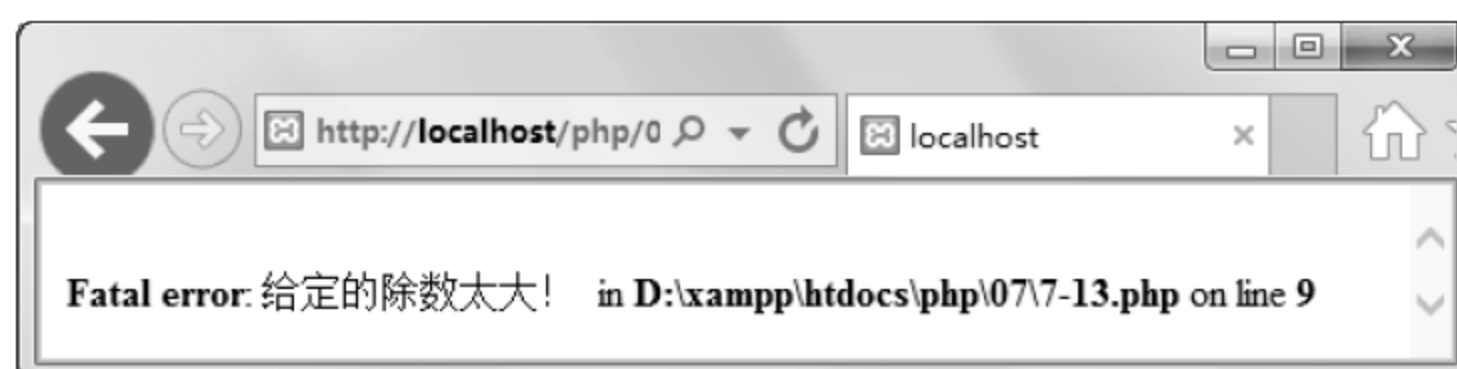 http://localhost/php/0
localhost
Fatal error: 给定的除数太大！ in D:\xampp\htdocs\php\07\7-13.php on line 9